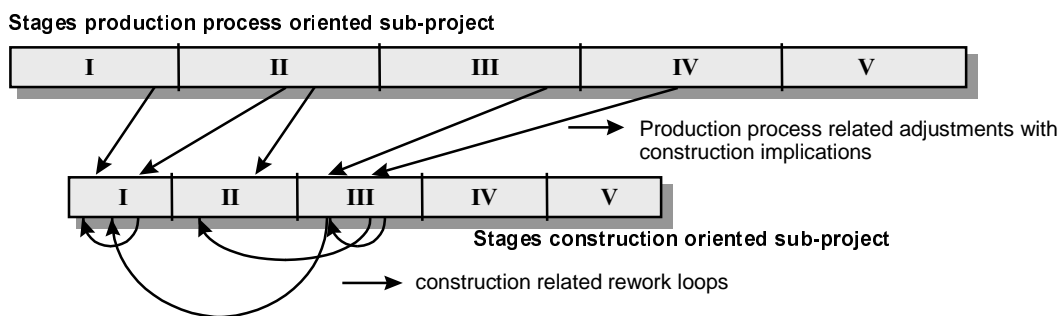 Stages production process oriented sub-project
I II III IV V
Production process related adjustments with
construction implications
I II III IV V
Stages construction oriented sub-project
construction related rework loops